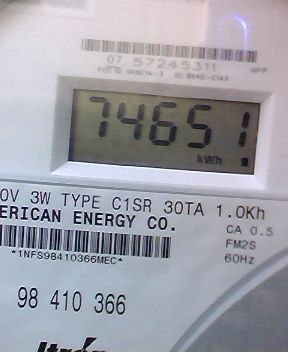 07 57245311
74651
kWh
0V 3W TYPE C1SR 30TA 1.0Kh
ERICAN ENERGY CO.
CA 0.5
FM2S
*1NFS98410366MEC*
60Hz
98 410 366
Itron